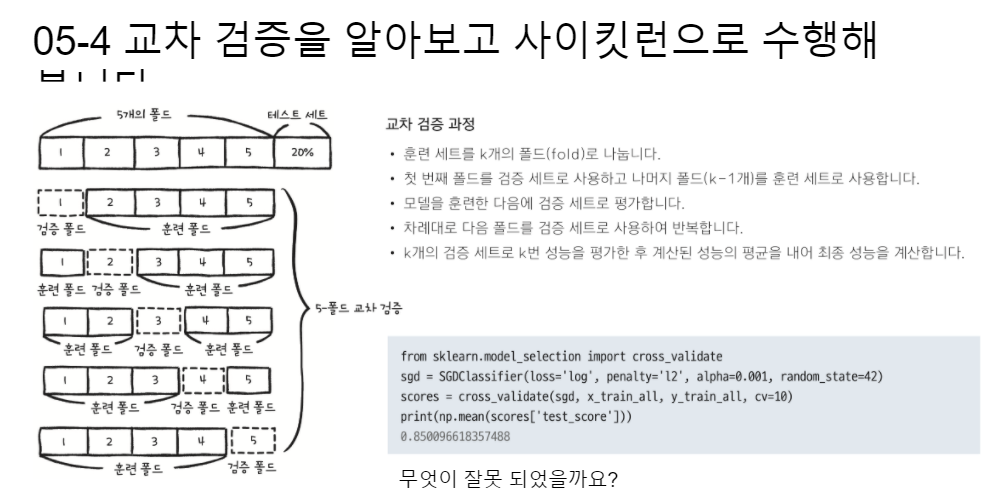 05-4 교차 검증을 알아보고 사이킷런으로 수행해
5개의 폴드 테스트 세트
1 2 3 4 5 20%
1 2 3 4 5
검증 폴드 훈련 폴드
1 2 3 4 5
훈련 폴드 검증 폴드 훈련 폴드
1 2 3 4 5
훈련 폴드 검증 폴드 훈련 폴드
1 2 3 4 5
훈련 폴드 검증 폴드 훈련 폴드
1 2 3 4 5
훈련 폴드 검증 폴드
5-폴드 교차 검증
교차 검증 과정
• 훈련 세트를 k개의 폴드(fold)로 나눕니다.
• 첫 번째 폴드를 검증 세트로 사용하고 나머지 폴드(k-1개)를 훈련 세트로 사용합니다.
• 모델을 훈련한 다음에 검증 세트로 평가합니다.
• 차례대로 다음 폴드를 검증 세트로 사용하여 반복합니다.
• k개의 검증 세트로 k번 성능을 평가한 후 계산된 성능의 평균을 내어 최종 성능을 계산합니다.
from sklearn.model_selection import cross_validate
sgd = SGDClassifier(loss='log', penalty='l2', alpha=0.001, random_state=42)
scores = cross_validate(sgd, x_train_all, y_train_all, cv=10)
print(np.mean(scores['test_score']))
0.850096618357488
무엇이 잘못 되었을까요?